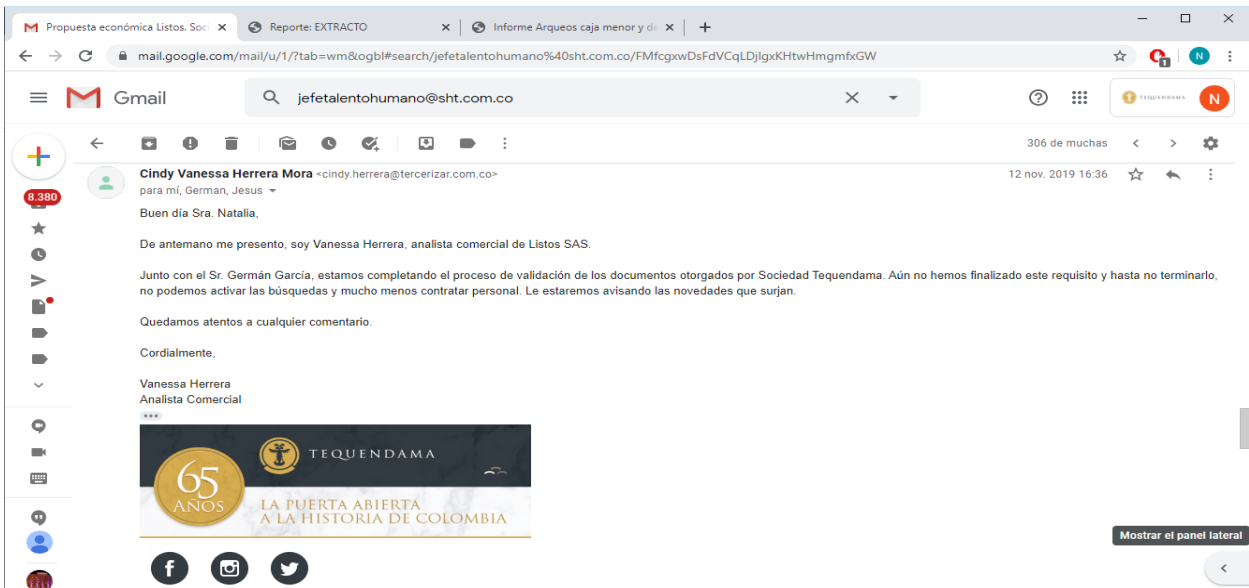 Propuesta económica Listos. Soci
Reporte: EXTRACTO
Informe Arqueos caja menor y de
mail.google.com/mail/u/1/?tab=wm&ogbl#search/jefetalentohumano%40sht.com.co/FMfcgxwDsFdVCqLDjlgxKHtwHmgmfxGW
1
N
Gmail
jefetalentohumano@sht.com.co
TEQUENDAMA
N
306 de muchas
8.380
Cindy Vanessa Herrera Mora <cindy.herrera@tercerizar.com.co>
12 nov. 2019 16:36
para mí, German, Jesus
Buen día Sra. Natalia,
De antemano me presento, soy Vanessa Herrera, analista comercial de Listos SAS.
Junto con el Sr. Germán García, estamos completando el proceso de validación de los documentos otorgados por Sociedad Tequendama. Aún no hemos finalizado este requisito y hasta no terminarlo,
no podemos activar las búsquedas y mucho menos contratar personal. Le estaremos avisando las novedades que surjan.
Quedamos atentos a cualquier comentario.
Cordialmente,
Vanessa Herrera
Analista Comercial
TEQUENDAMA
65
AÑOS
LA PUERTA ABIERTA
A LA HISTORIA DE COLOMBIA
Mostrar el panel lateral